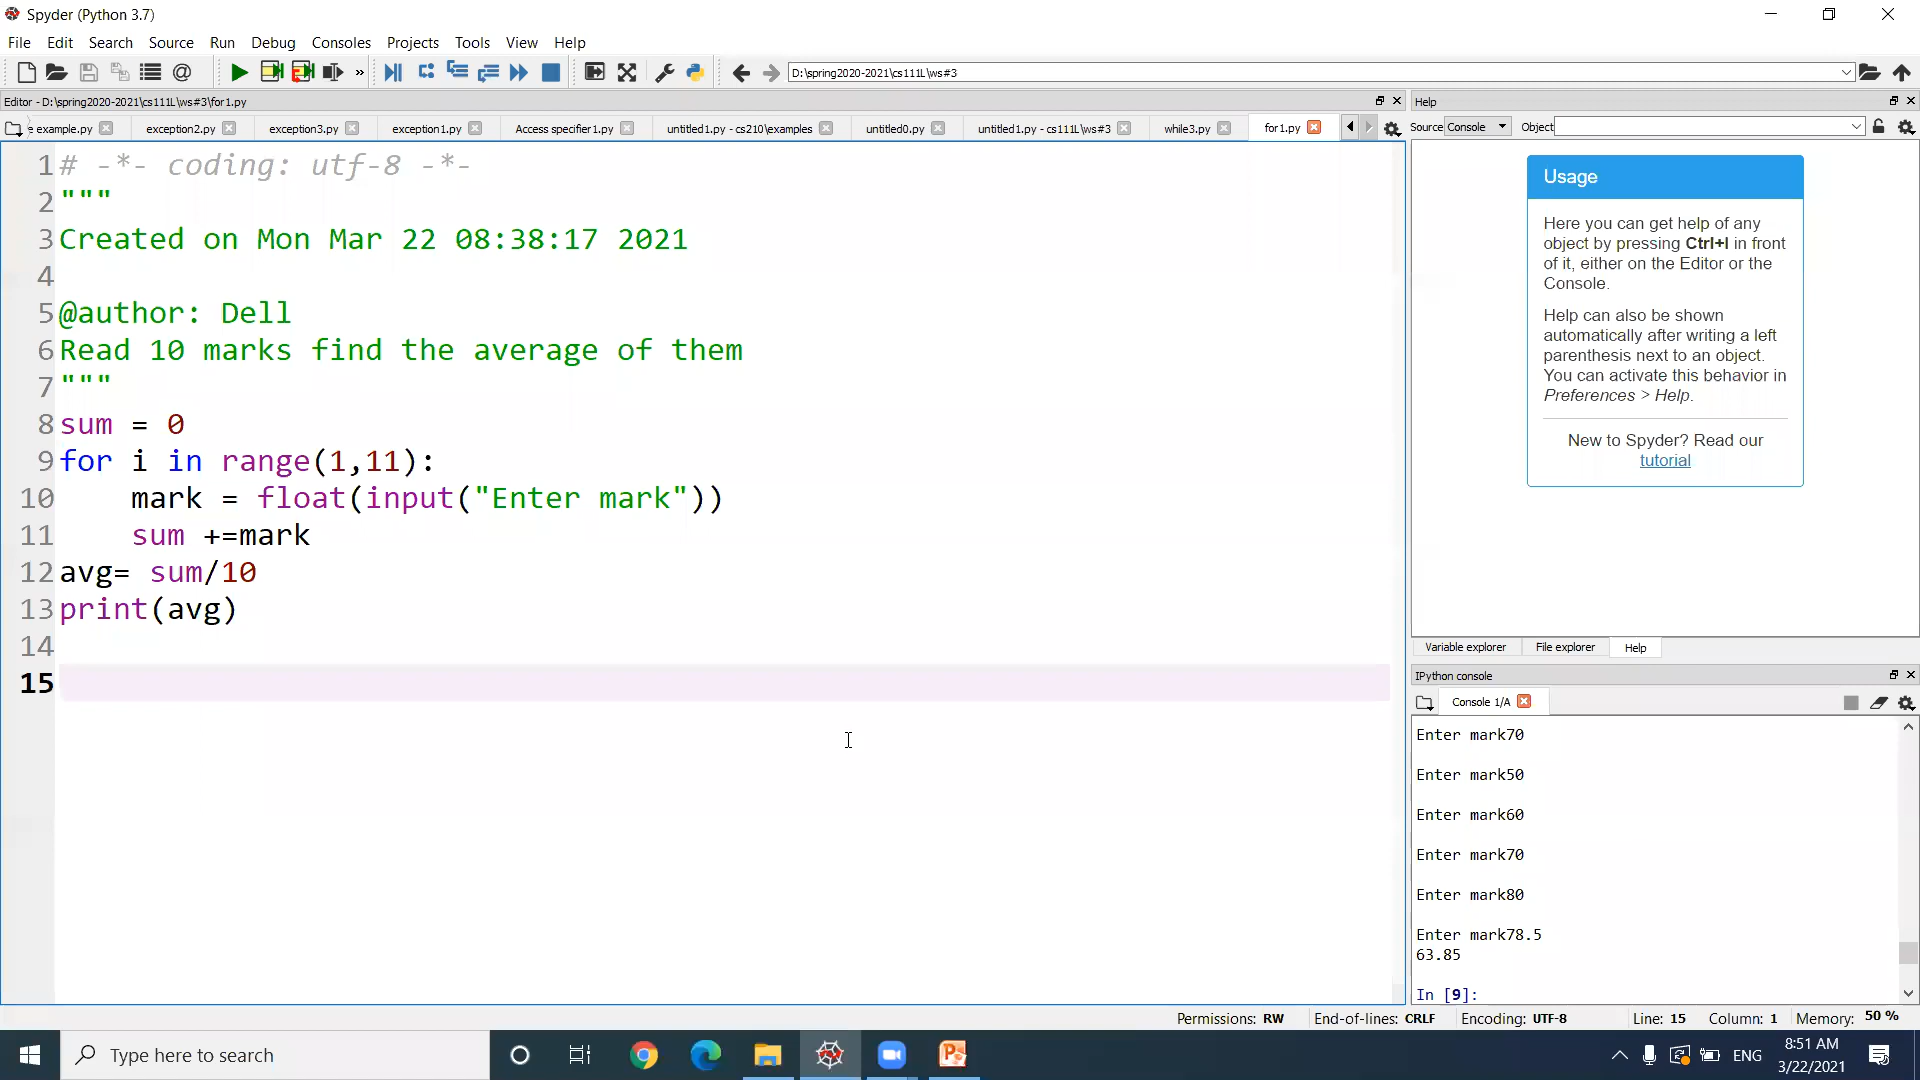 Spyder (Python 3.7)
File Edit Search Source Run Debug Consoles Projects Tools View Help
D:\spring2020-2021\cs111L\ws#3
Editor - D:\spring2020-2021\cs111L\ws#3\for1.py
e example.py exception2.py exception3.py exception1.py Access specifier1.py untitled1.py - cs210\examples untitled0.py untitled1.py - cs111L\ws#3 while3.py for1.py
1 # -*- coding: utf-8 -*-
2 """
3 Created on Mon Mar 22 08:38:17 2021
4
5 @author: Dell
6 Read 10 marks find the average of them
7 """
8 sum = 0
9 for i in range(1,11):
10 mark = float(input("Enter mark"))
11 sum +=mark
12 avg= sum/10
13 print(avg)
14
15
Help
Source Console Object
Usage
Here you can get help of any
object by pressing Ctrl+I in front
of it, either on the Editor or the
Console.
Help can also be shown
automatically after writing a left
parenthesis next to an object.
You can activate this behavior in
Preferences > Help.
New to Spyder? Read our
tutorial
Variable explorer File explorer Help
IPython console
Console 1/A
Enter mark70
Enter mark50
Enter mark60
Enter mark70
Enter mark80
Enter mark78.5
63.85
In [9]:
Permissions: RW End-of-lines: CRLF Encoding: UTF-8 Line: 15 Column: 1 Memory: 50 %
Type here to search
ENG
8:51 AM
3/22/2021